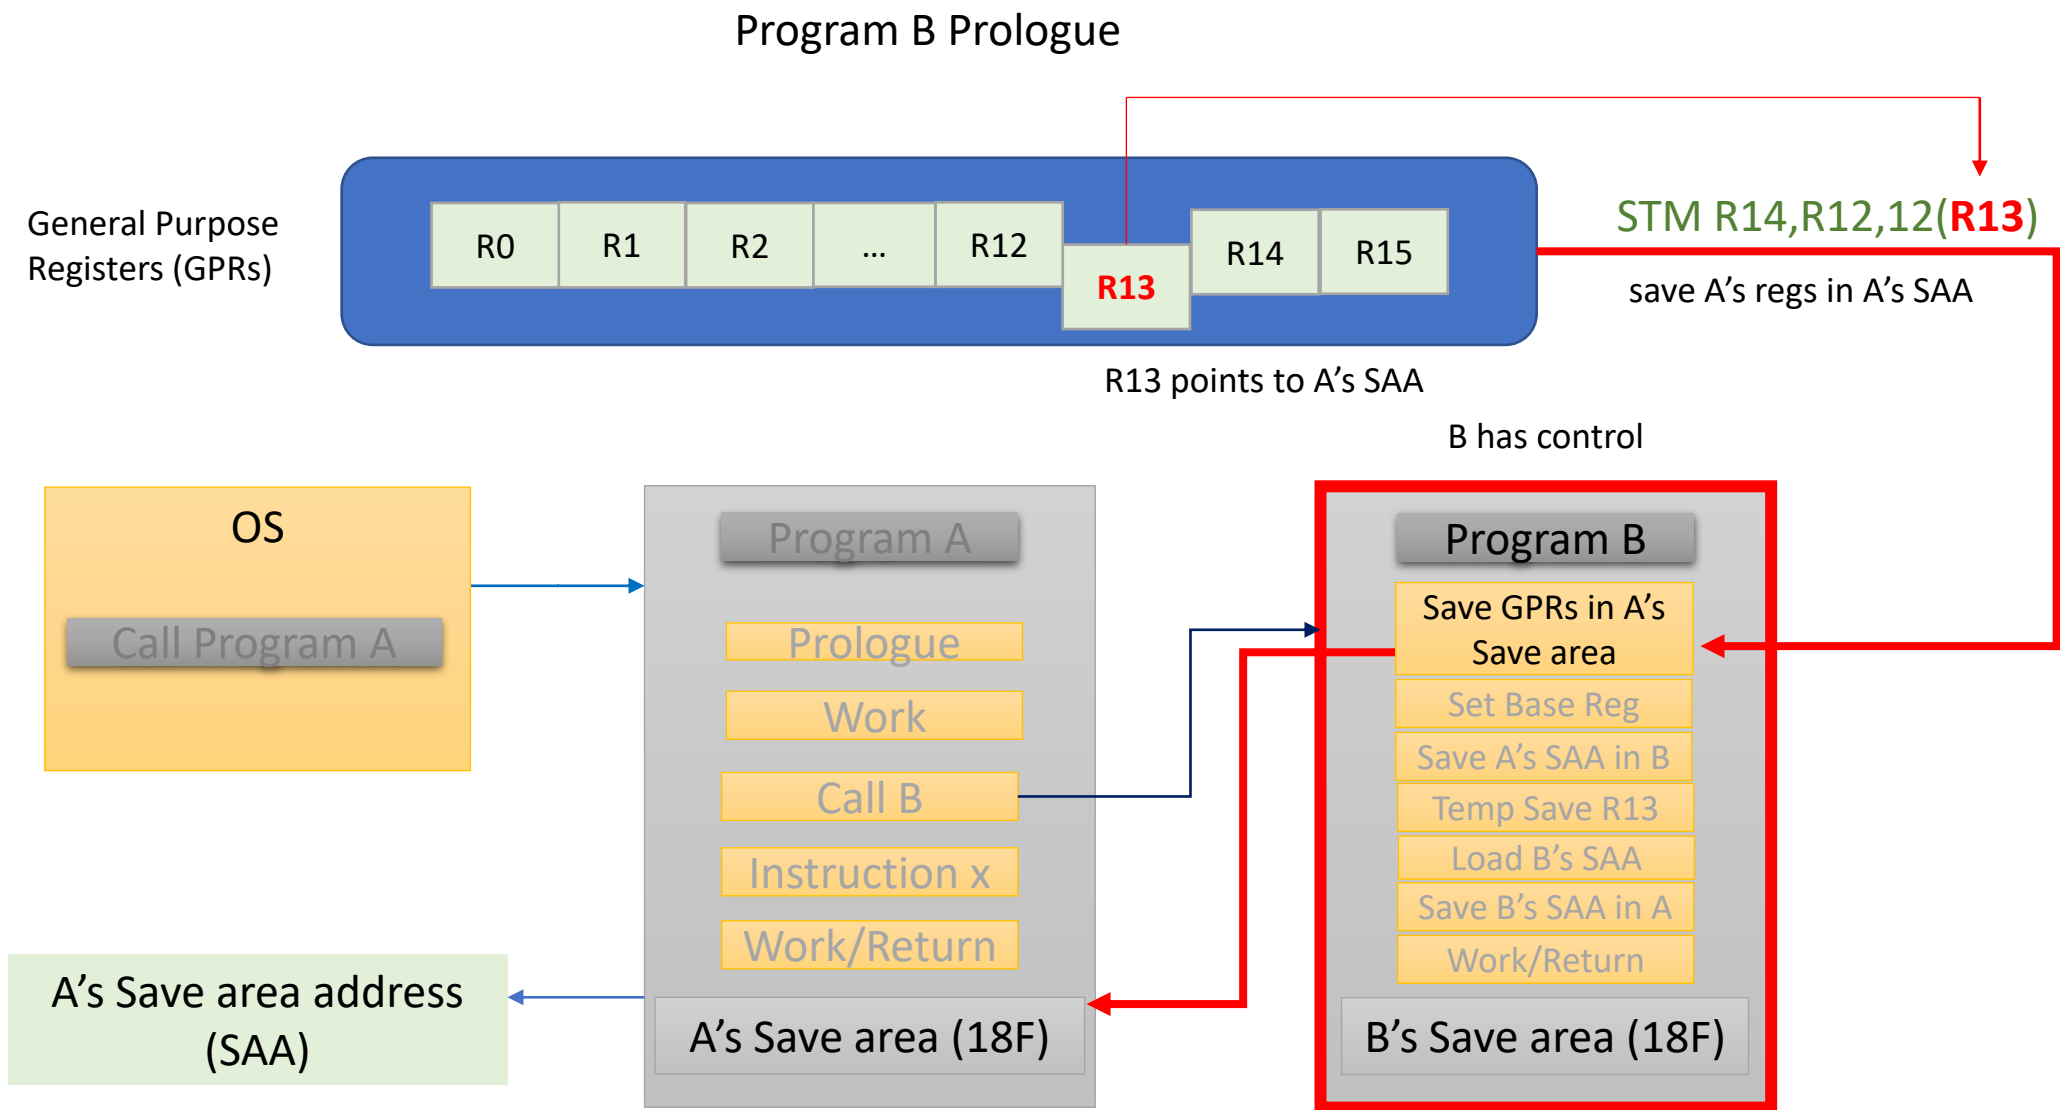 Program B Prologue
General Purpose
Registers (GPRs)
R0
R1
R2
...
R12
R13
R14
R15
STM R14,R12,12(R13)
save A's regs in A's SAA
R13 points to A's SAA
B has control
OS
Call Program A
Program A
Prologue
Work
Call B
Instruction x
Work/Return
A's Save area (18F)
A's Save area address
(SAA)
Program B
Save GPRs in A's
Save area
Set Base Reg
Save A's SAA in B
Temp Save R13
Load B's SAA
Save B's SAA in A
Work/Return
B's Save area (18F)